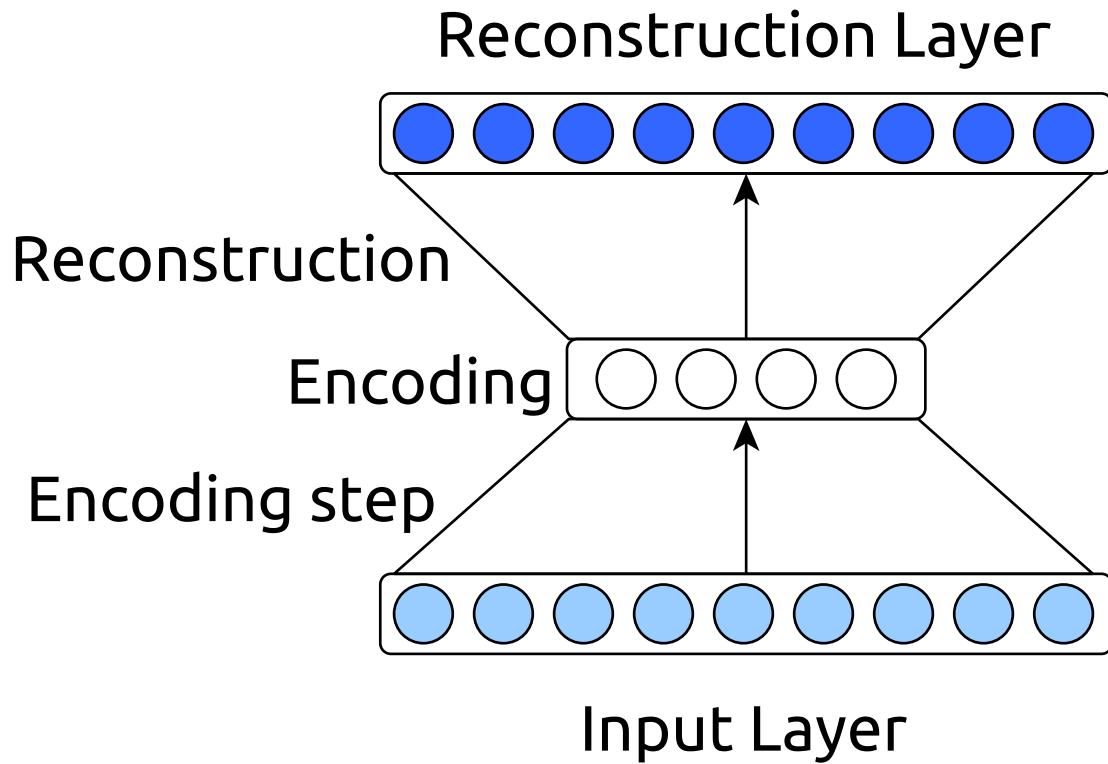 Reconstruction Layer
Reconstruction
Encoding
Encoding step
Input Layer